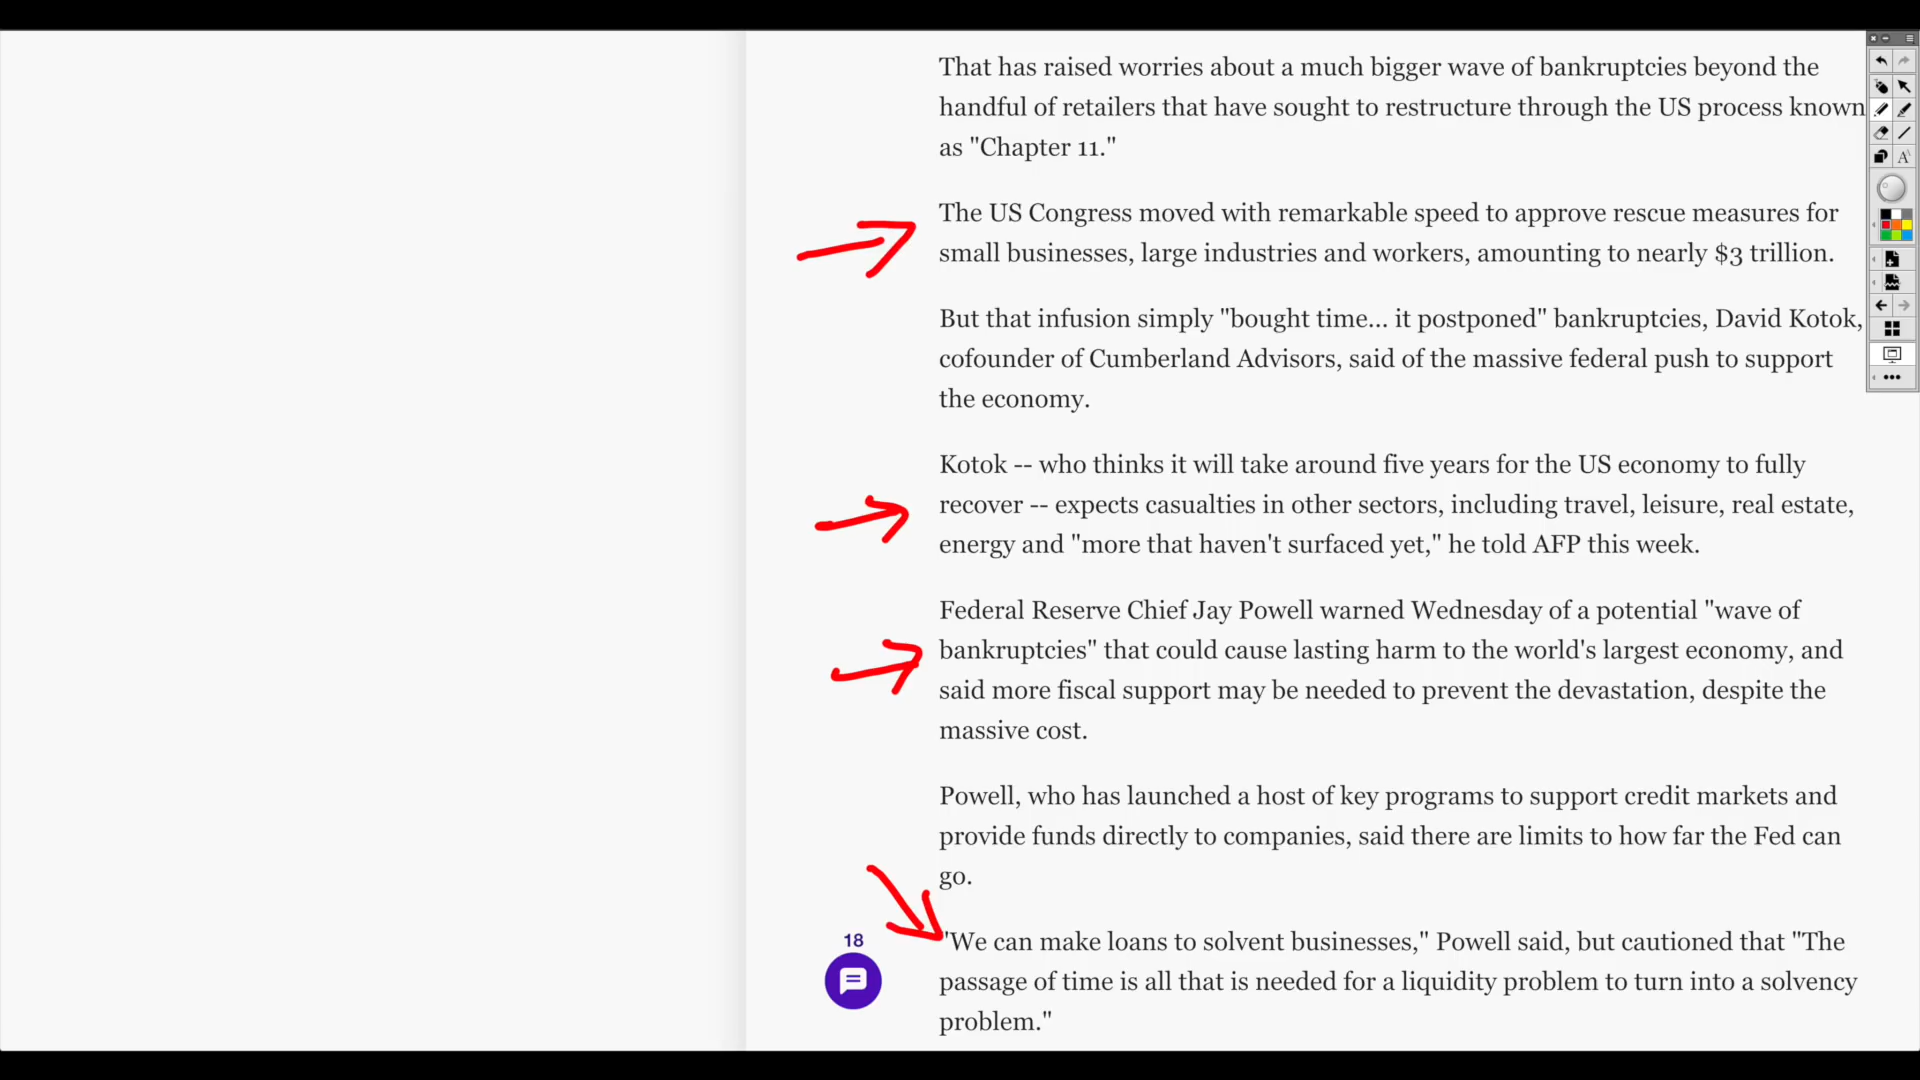 That has raised worries about a much bigger wave of bankruptcies beyond the
handful of retailers that have sought to restructure through the US process known
as "Chapter 11."
The US Congress moved with remarkable speed to approve rescue measures for
small businesses, large industries and workers, amounting to nearly $3 trillion.
But that infusion simply "bought time... it postponed" bankruptcies, David Kotok,
cofounder of Cumberland Advisors, said of the massive federal push to support
the economy.
Kotok -- who thinks it will take around five years for the US economy to fully
recover -- expects casualties in other sectors, including travel, leisure, real estate,
energy and "more that haven't surfaced yet," he told AFP this week.
Federal Reserve Chief Jay Powell warned Wednesday of a potential "wave of
bankruptcies" that could cause lasting harm to the world's largest economy, and
said more fiscal support may be needed to prevent the devastation, despite the
massive cost.
Powell, who has launched a host of key programs to support credit markets and
provide funds directly to companies, said there are limits to how far the Fed can
go.
"We can make loans to solvent businesses," Powell said, but cautioned that "The
passage of time is all that is needed for a liquidity problem to turn into a solvency
problem."
18